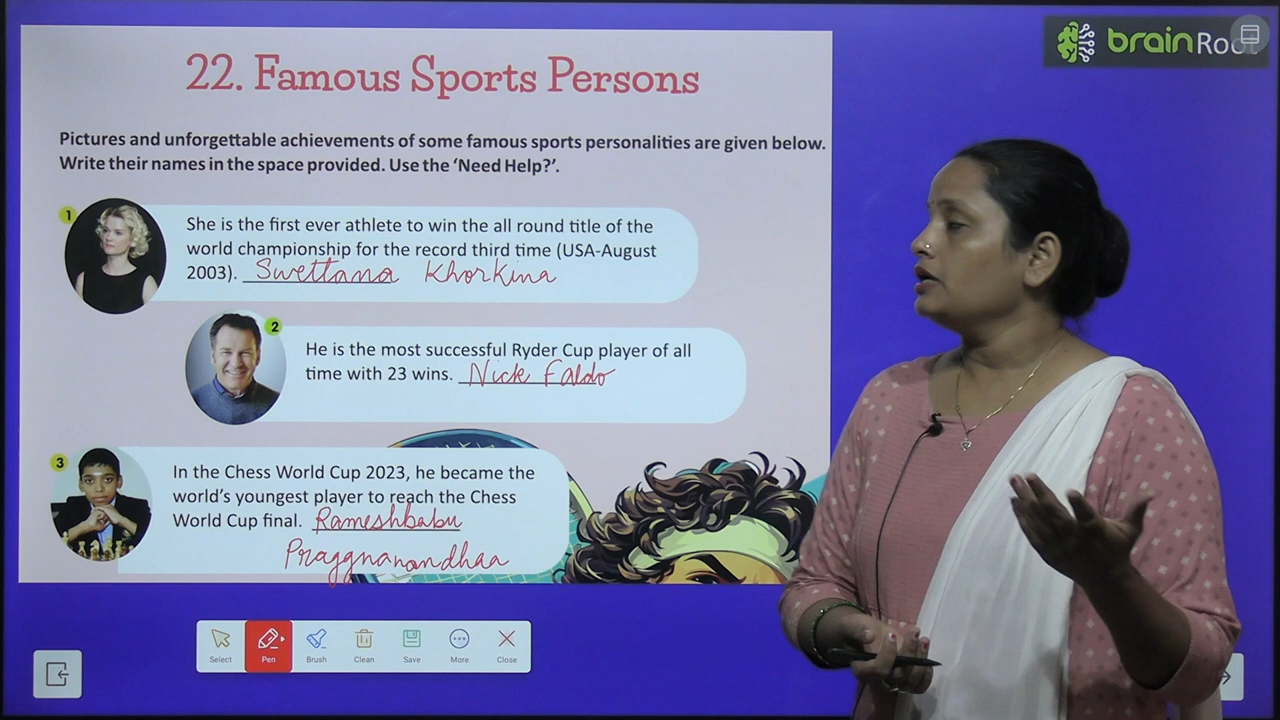 brainRoot
22. Famous Sports Persons
Pictures and unforgettable achievements of some famous sports personalities are given below.
Write their names in the space provided. Use the ‘Need Help?’.
1
She is the first ever athlete to win the all round title of the
world championship for the record third time (USA-August
2003). Swettana Khorkina
2
He is the most successful Ryder Cup player of all
time with 23 wins. Nick Faldo
3
In the Chess World Cup 2023, he became the
world's youngest player to reach the Chess
World Cup final. Rameshbabu
Praggnanandhaa
Select Pen Brush Clean Save More Close